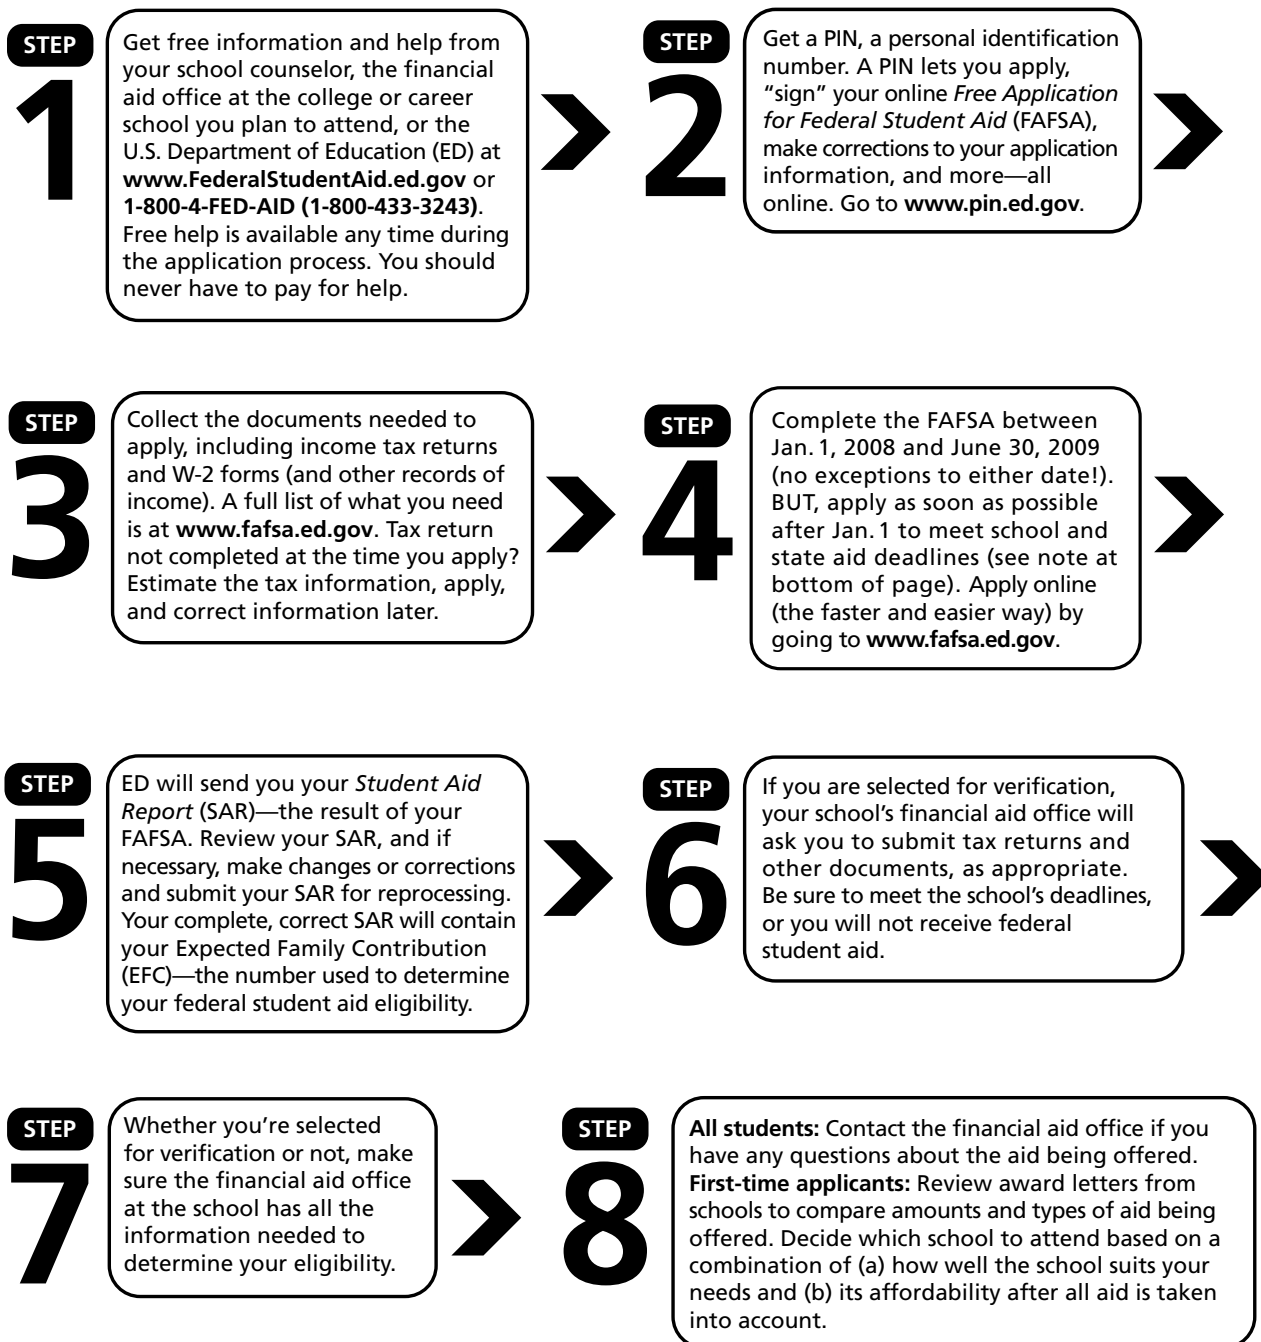 STEP
1
Get free information and help from
your school counselor, the financial
aid office at the college or career
school you plan to attend, or the
U.S. Department of Education (ED) at
www.FederalStudentAid.ed.gov or
1-800-4-FED-AID (1-800-433-3243).
Free help is available any time during
the application process. You should
never have to pay for help.
STEP
2
Get a PIN, a personal identification
number. A PIN lets you apply,
“sign” your online Free Application
for Federal Student Aid (FAFSA),
make corrections to your application
information, and more—all
online. Go to www.pin.ed.gov.
STEP
3
Collect the documents needed to
apply, including income tax returns
and W-2 forms (and other records of
income). A full list of what you need
is at www.fafsa.ed.gov. Tax return
not completed at the time you apply?
Estimate the tax information, apply,
and correct information later.
STEP
4
Complete the FAFSA between
Jan. 1, 2008 and June 30, 2009
(no exceptions to either date!).
BUT, apply as soon as possible
after Jan. 1 to meet school and
state aid deadlines (see note at
bottom of page). Apply online
(the faster and easier way) by
going to www.fafsa.ed.gov.
STEP
5
ED will send you your Student Aid
Report (SAR)—the result of your
FAFSA. Review your SAR, and if
necessary, make changes or corrections
and submit your SAR for reprocessing.
Your complete, correct SAR will contain
your Expected Family Contribution
(EFC)—the number used to determine
your federal student aid eligibility.
STEP
6
If you are selected for verification,
your school’s financial aid office will
ask you to submit tax returns and
other documents, as appropriate.
Be sure to meet the school’s deadlines,
or you will not receive federal
student aid.
STEP
7
Whether you’re selected
for verification or not, make
sure the financial aid office
at the school has all the
information needed to
determine your eligibility.
STEP
8
All students: Contact the financial aid office if you
have any questions about the aid being offered.
First-time applicants: Review award letters from
schools to compare amounts and types of aid being
offered. Decide which school to attend based on a
combination of (a) how well the school suits your
needs and (b) its affordability after all aid is taken
into account.